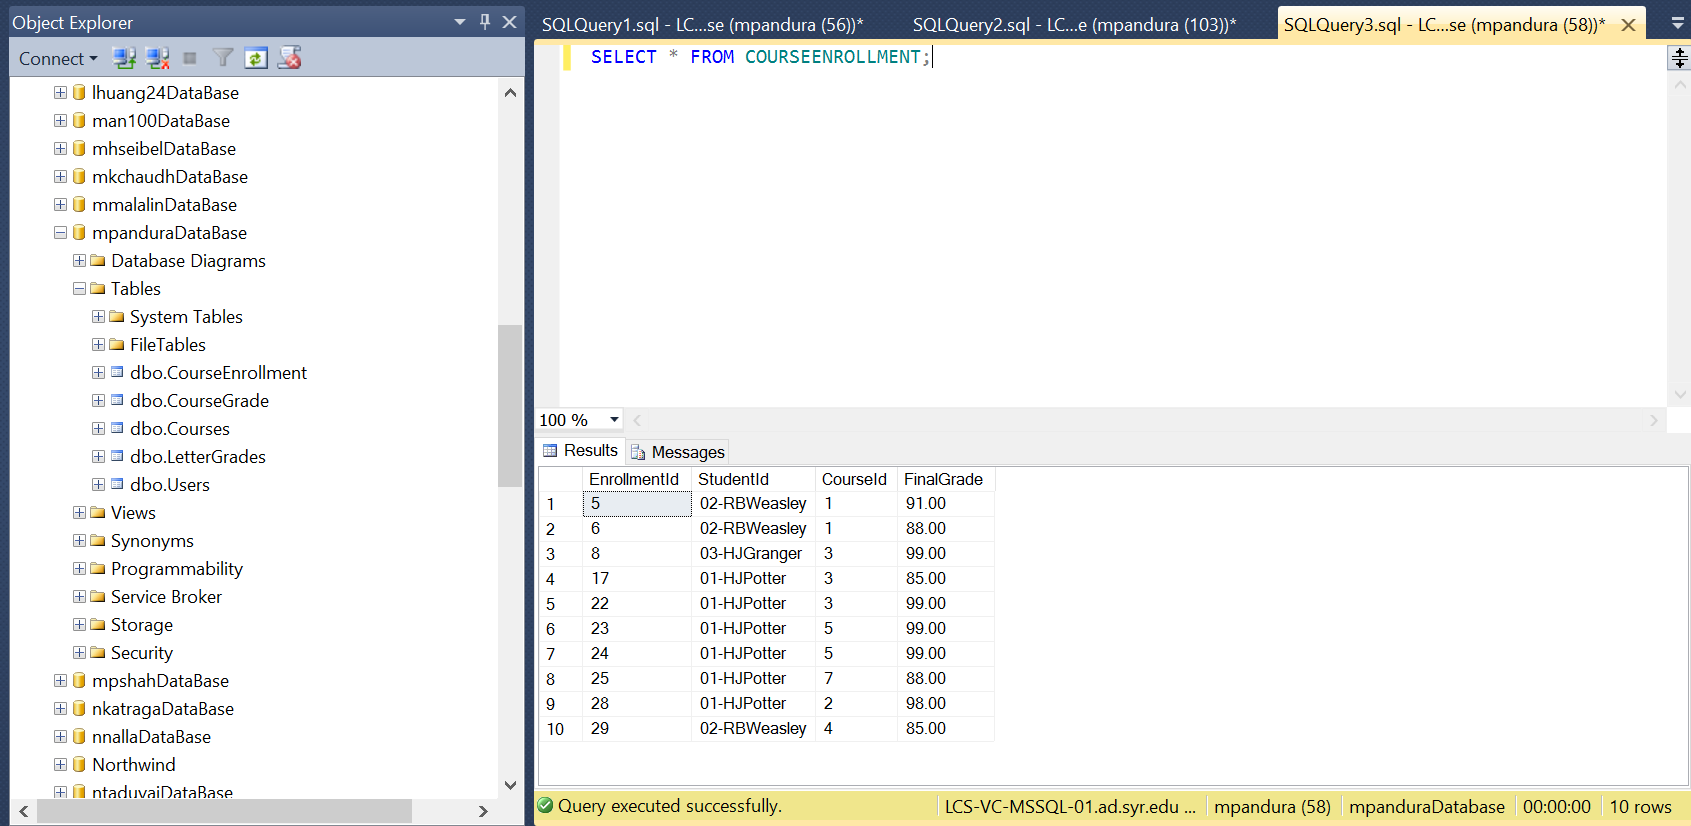 Object Explorer
Connect
lhuang24DataBase
man100DataBase
mhseibelDataBase
mkchaudhDataBase
mmalalinDataBase
mpanduraDataBase
Database Diagrams
Tables
System Tables
FileTables
dbo.CourseEnrollment
dbo.CourseGrade
dbo.Courses
dbo.LetterGrades
dbo.Users
Views
Synonyms
Programmability
Service Broker
Storage
Security
mpshahDataBase
nkatragaDataBase
nnallaDataBase
Northwind
ntaduvaiDataBase
SQLQuery1.sql - LC...se (mpandura (56))* SQLQuery2.sql - LC...e (mpandura (103))* SQLQuery3.sql - LC...se (mpandura (58))*
SELECT * FROM COURSEENROLLMENT;
100 %
Results Messages
EnrollmentId StudentId CourseId FinalGrade
1 5 02-RBWeasley 1 91.00
2 6 02-RBWeasley 1 88.00
3 8 03-HJGranger 3 99.00
4 17 01-HJPotter 3 85.00
5 22 01-HJPotter 3 99.00
6 23 01-HJPotter 5 99.00
7 24 01-HJPotter 5 99.00
8 25 01-HJPotter 7 88.00
9 28 01-HJPotter 2 98.00
10 29 02-RBWeasley 4 85.00
Query executed successfully. LCS-VC-MSSQL-01.ad.syr.edu ... mpandura (58) mpanduraDatabase 00:00:00 10 rows